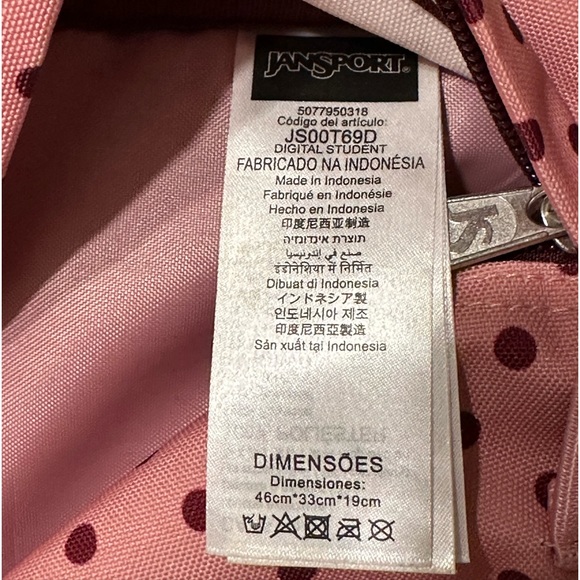 JANSPORT®
5077950318
Código del artículo:
JS00T69D
DIGITAL STUDENT
FABRICADO NA INDONÉSIA
Made in Indonesia
Fabriqué en Indonésie
Hecho en Indonesia
印度尼西亚制造
תוצרת אינדונזיה
صنع في إندونيسيا
इंडोनेशिया में निर्मित
Dibuat di Indonesia
インドネシア製
인도네시아 제조
印度尼西亞製造
Sản xuất tại Indonesia
POLIESTER
DIMENSÕES
Dimensiones:
46cm*33cm*19cm